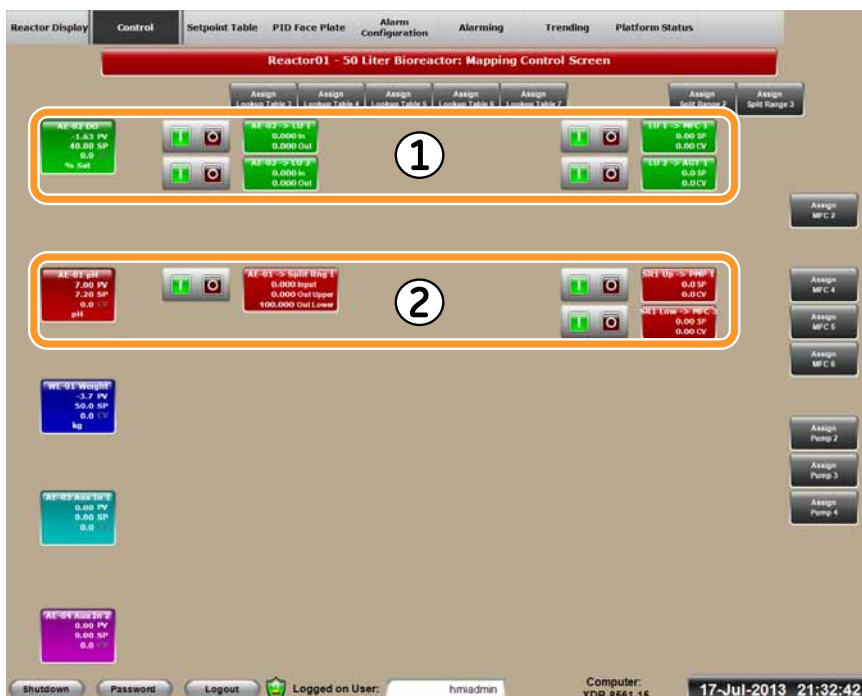 Reactor Display Control Setpoint Table PID Face Plate Alarm Configuration Alarming Trending Platform Status
Reactor01 - 50 Liter Bioreactor: Mapping Control Screen
Assign Lookup Table 3
Assign Lookup Table 4
Assign Lookup Table 5
Assign Lookup Table 6
Assign Lookup Table 7
Assign Split Range 2
Assign Split Range 3
AE-02 DO
-1.63 PV
40.00 SP
0.0 CV
% Sat
AE-02 -> LU 1
0.000 In
0.000 Out
AE-02 -> LU 2
0.000 In
0.000 Out
1
LU 1 -> MFC 1
0.00 SP
0.00 CV
LU 2 -> AGT 1
0.0 SP
0.0 CV
Assign MFC 2
AE-01 pH
7.00 PV
7.20 SP
0.0 CV
pH
AE-01 -> Split Rng 1
0.000 Input
0.000 Out Upper
100.000 Out Lower
2
SR1 Up -> PMP 1
0.0 SP
0.0 CV
SR1 Low -> MFC 3
0.00 SP
0.00 CV
Assign MFC 4
Assign MFC 5
Assign MFC 6
WE-01 Weight
-3.7 PV
50.0 SP
0.0 CV
kg
Assign Pump 2
Assign Pump 3
Assign Pump 4
AE-03 Aux In 1
0.00 PV
0.00 SP
0.0 CV
AE-04 Aux In 2
0.00 PV
0.00 SP
0.0 CV
Shutdown Password Logout Logged on User: hmiadmin Computer: XDR-8561-15 17-Jul-2013 21:32:42